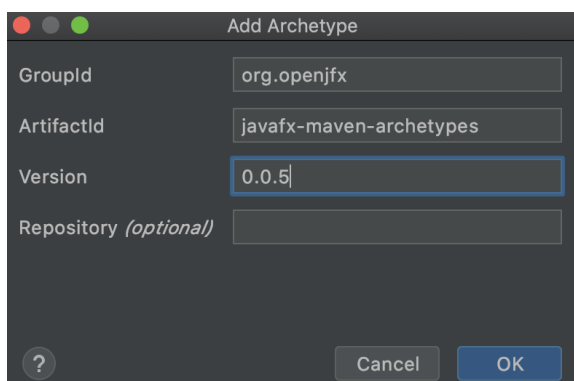 Add Archetype
GroupId org.openjfx
ArtifactId javafx-maven-archetypes
Version 0.0.5
Repository (optional)
? Cancel OK